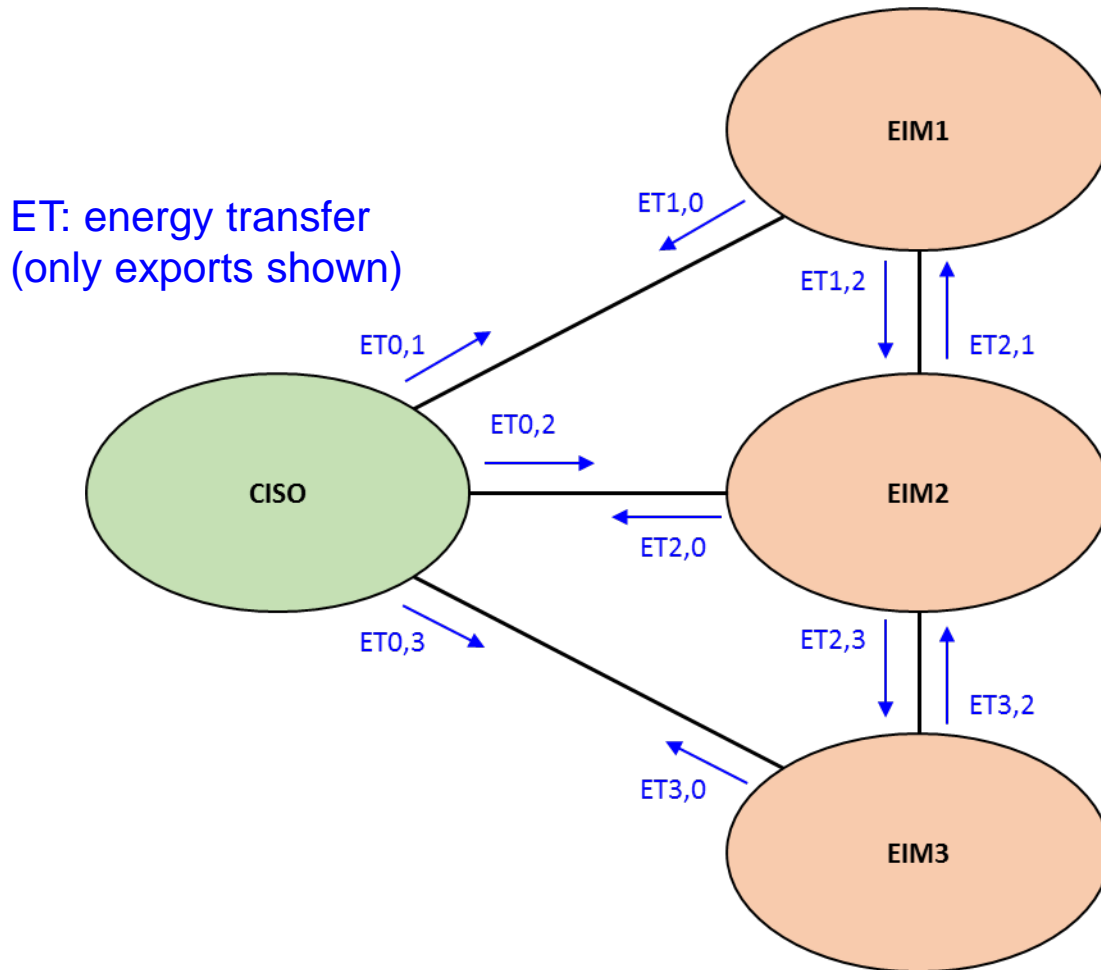 EIM1
ET: energy transfer
(only exports shown)
ET1,0
ET1,2
ET2,1
ET0,1
ET0,2
CISO
EIM2
ET2,0
ET0,3
ET2,3
ET3,2
ET3,0
EIM3